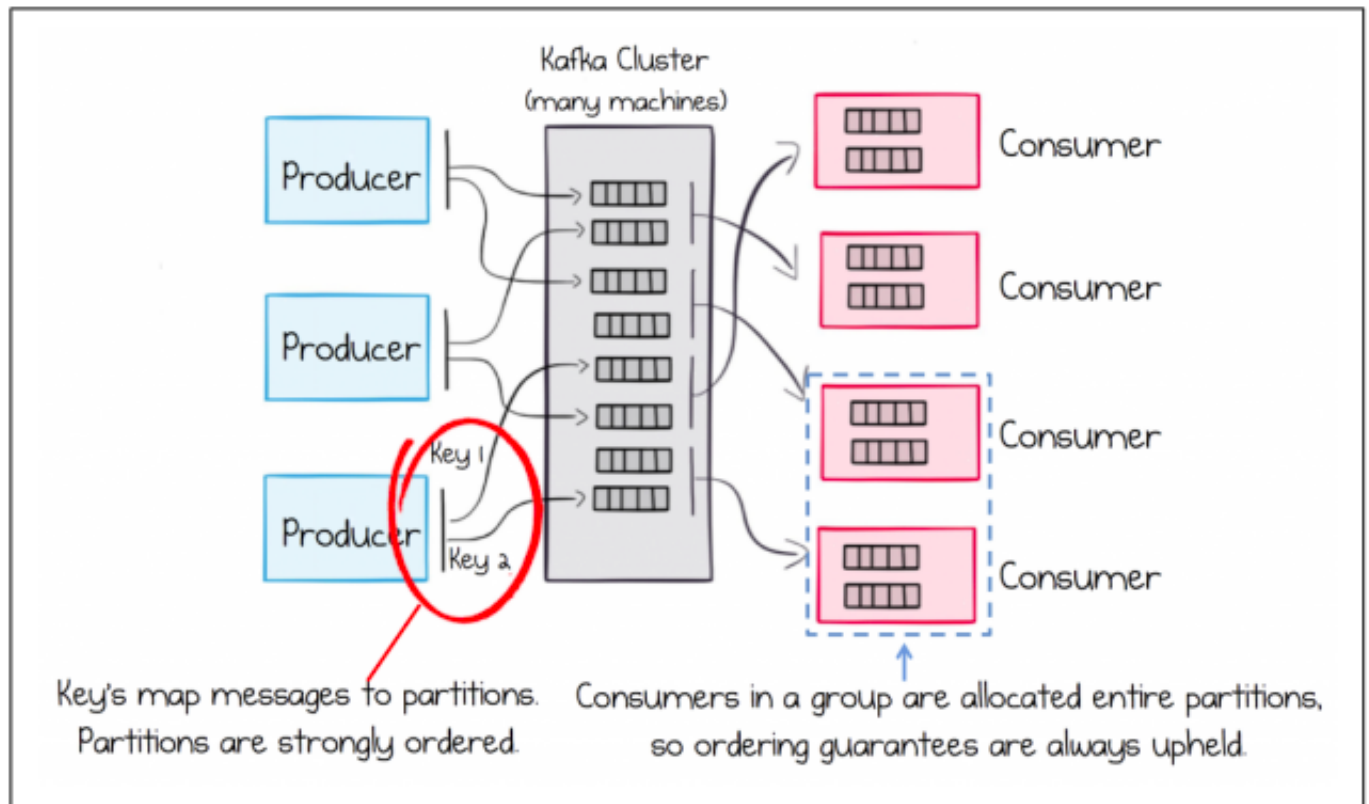 Kafka Cluster
(many machines)
Producer
Producer
Producer
Key 1
Key 2
Consumer
Consumer
Consumer
Consumer
Key's map messages to partitions.
Partitions are strongly ordered.
Consumers in a group are allocated entire partitions,
so ordering guarantees are always upheld.